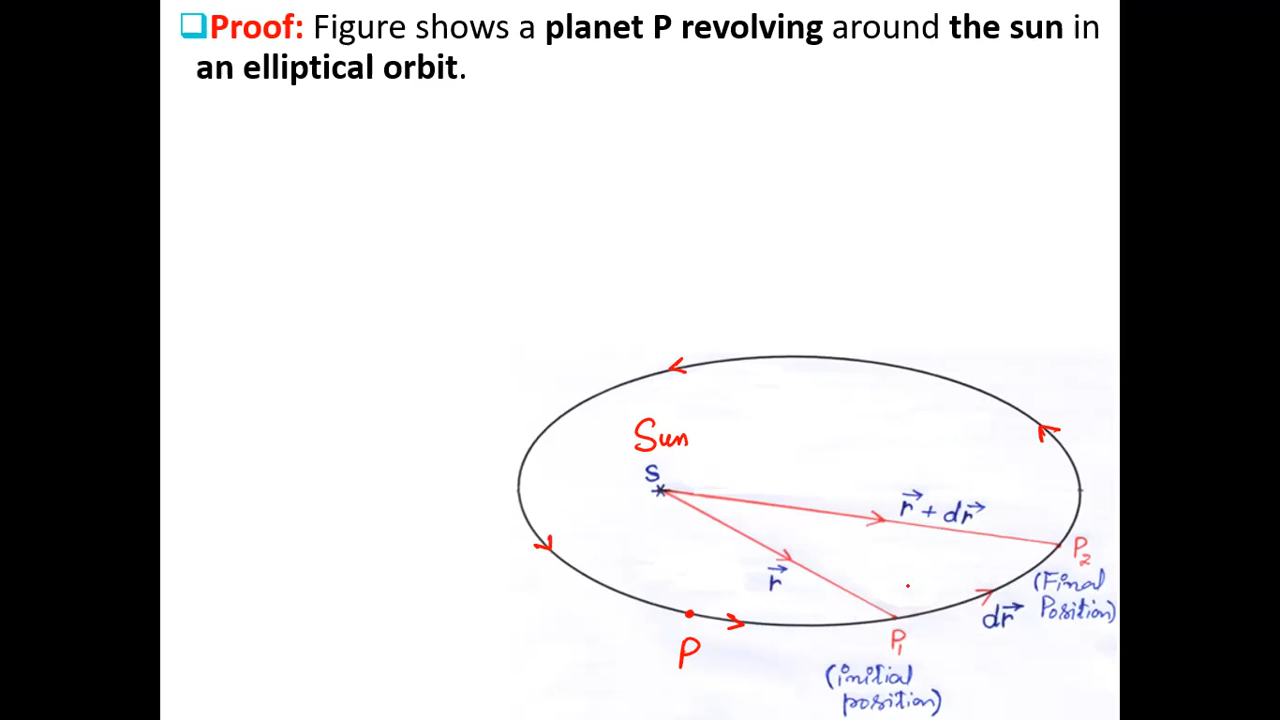 Proof: Figure shows a planet P revolving around the sun in
an elliptical orbit.
Sun
S
r⃗ + dr⃗
P₂
(Final
Position)
r⃗
dr⃗
P₁
P
(initial
position)